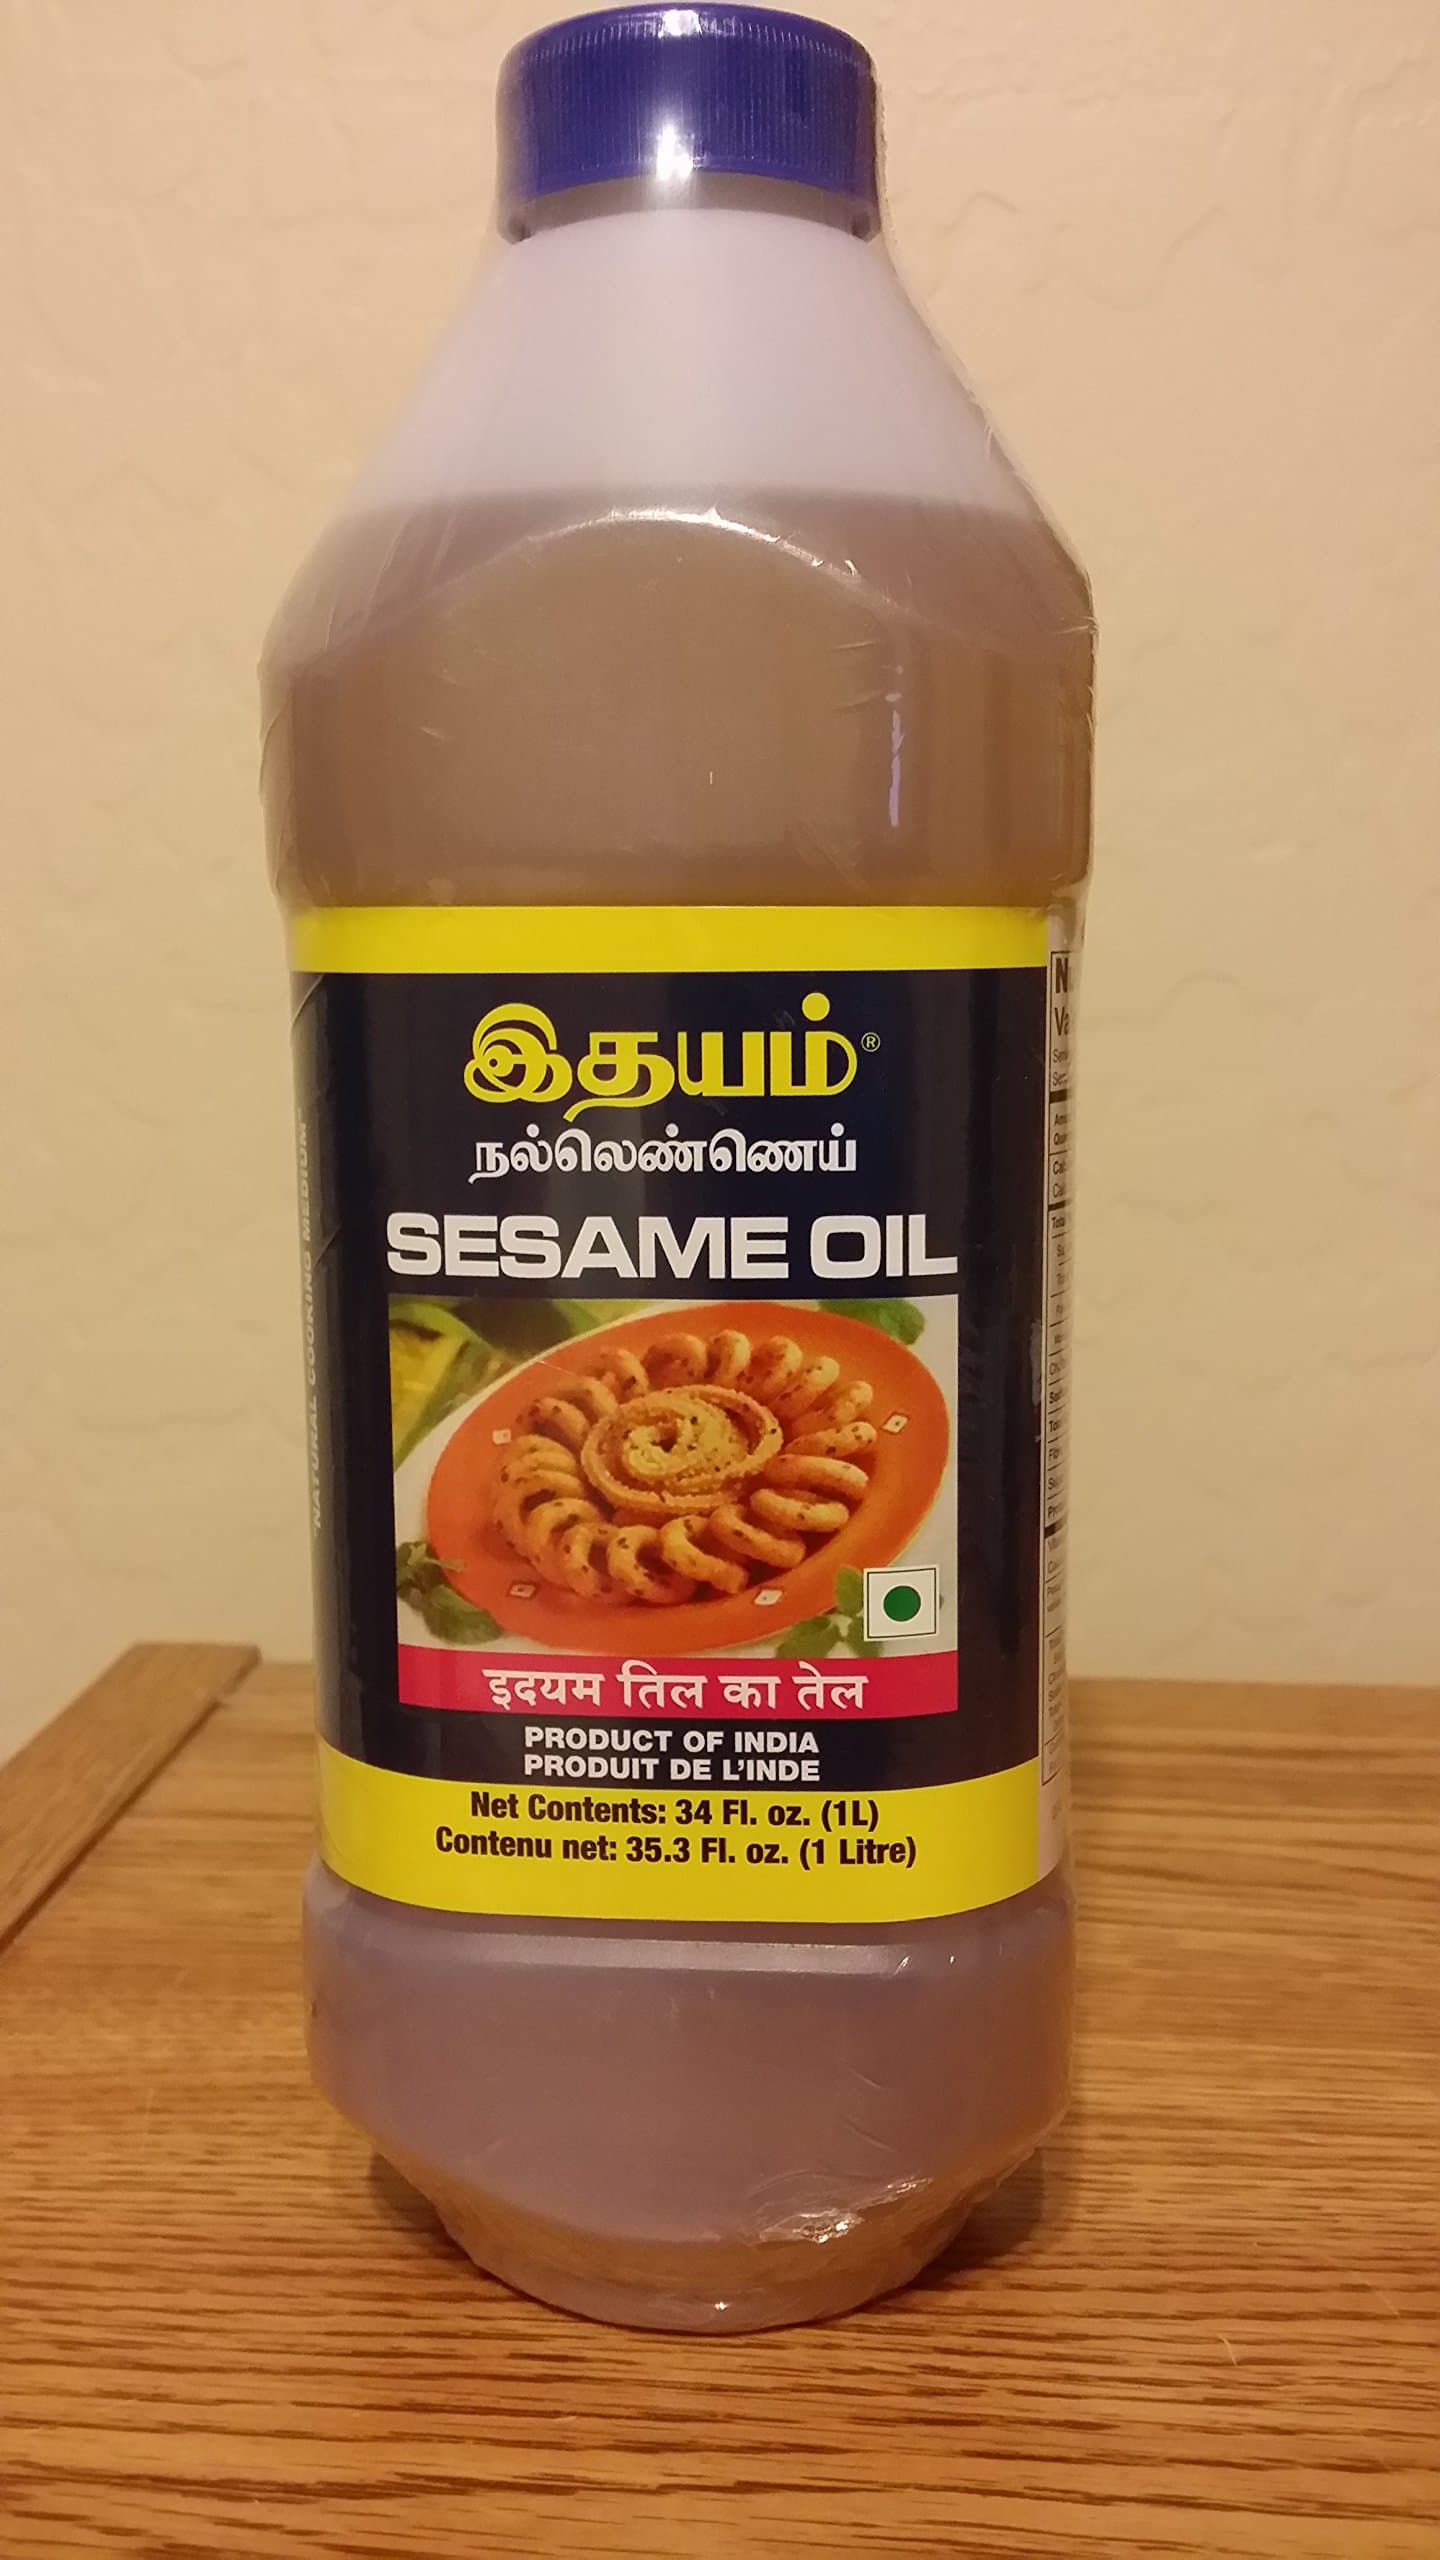 இதயம்®
நல்லெண்ணெய்
SESAME OIL
इदयम तिल का तेल
PRODUCT OF INDIA
PRODUIT DE L'INDE
Net Contents: 34 Fl. oz. (1L)
Contenu net: 35.3 Fl. oz. (1 Litre)
"NATURAL COOKING MEDIUM"